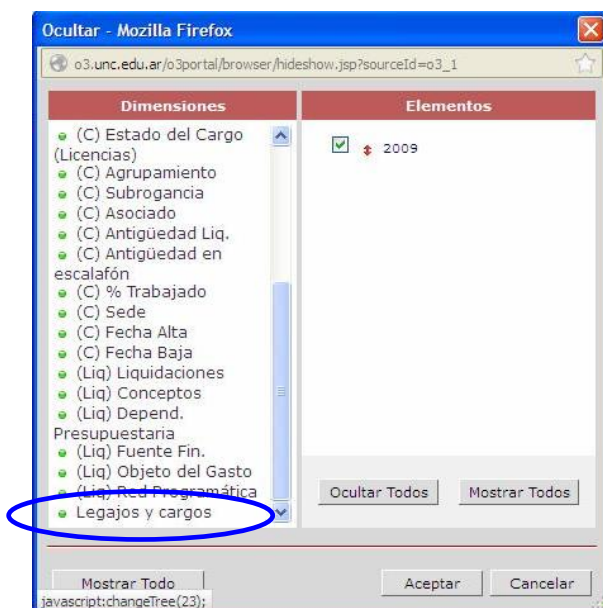 Ocultar - Mozilla Firefox
o3.unc.edu.ar/o3portal/browser/hideshow.jsp?sourceId=o3_1
Dimensiones
(C) Estado del Cargo
(Licencias)
(C) Agrupamiento
(C) Subrogancia
(C) Asociado
(C) Antigüedad Liq.
(C) Antigüedad en
escalafón
(C) % Trabajado
(C) Sede
(C) Fecha Alta
(C) Fecha Baja
(Liq) Liquidaciones
(Liq) Conceptos
(Liq) Depend.
Presupuestaria
(Liq) Fuente Fin.
(Liq) Objeto del Gasto
(Liq) Red Programática
Legajos y cargos
Elementos
2009
Ocultar Todos
Mostrar Todos
Mostrar Todo
Aceptar
Cancelar
javascript:changeTree(23);